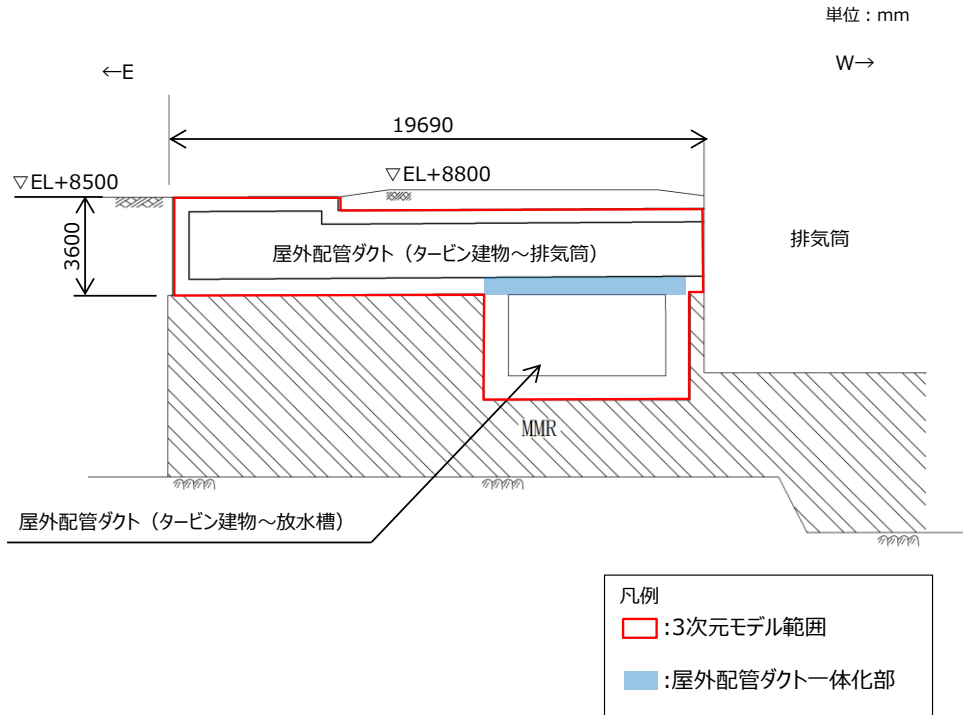 単位：mm
←E
W→
19690
▽EL+8500
▽EL+8800
3600
屋外配管ダクト（タービン建物～排気筒）
排気筒
MMR
屋外配管ダクト（タービン建物～放水槽）
凡例
:3次元モデル範囲
:屋外配管ダクト一体化部